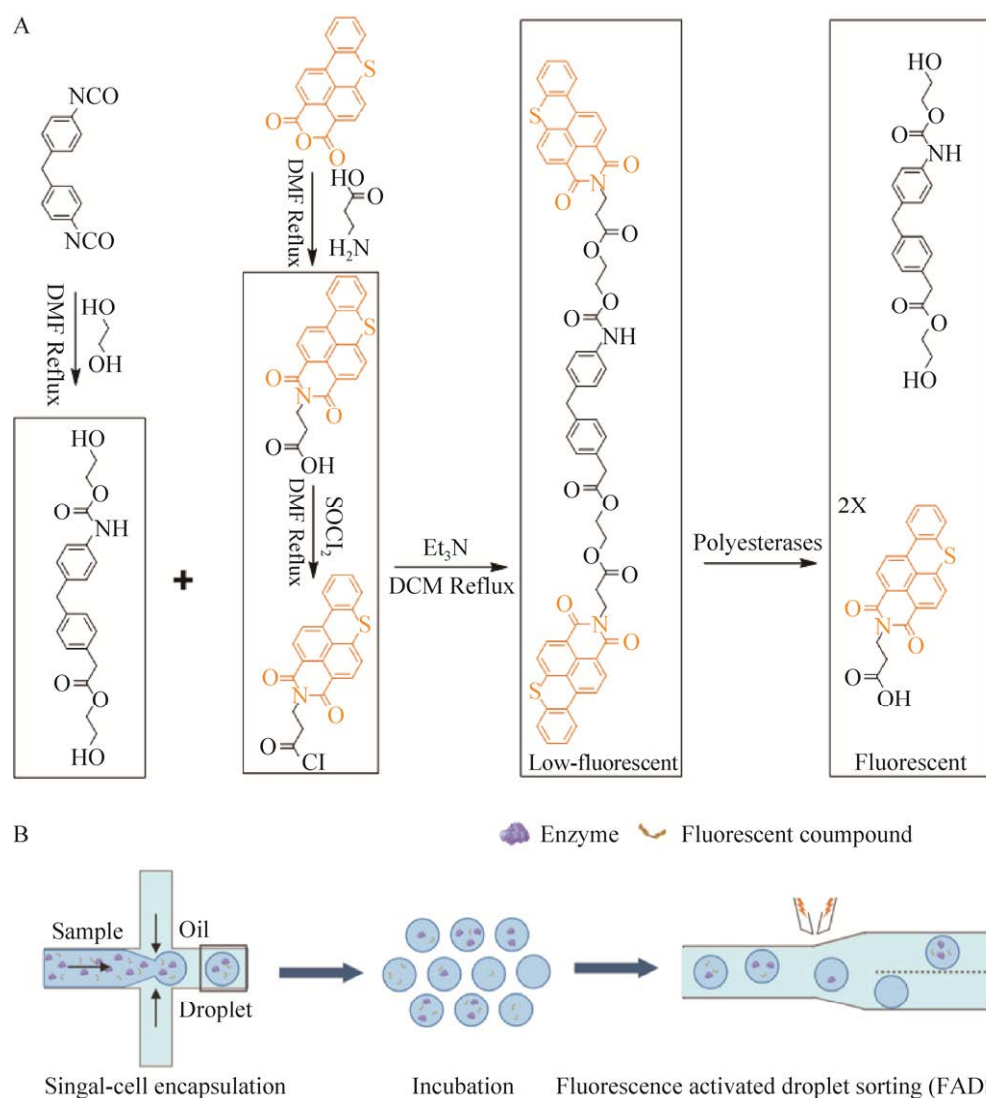 A
NCO
NCO
DMF Reflux
HO
OH
HO
O
O
O
NH
O
O
HO
+
S
O
O
O
DMF Reflux
HO
O
H₂N
S
O
N
O
O
OH
DMF Reflux
SOCl₂
S
O
N
O
O
CI
Et₃N
DCM Reflux
S
O
N
O
O
O
O
O
NH
O
O
O
O
O
N
O
S
Low-fluorescent
Polyesterases
HO
O
O
NH
O
O
HO
2X
S
O
N
O
O
OH
Fluorescent
B
Enzyme
Fluorescent coumpound
Sample
Oil
Droplet
Singal-cell encapsulation
Incubation
Fluorescence activated droplet sorting (FAD